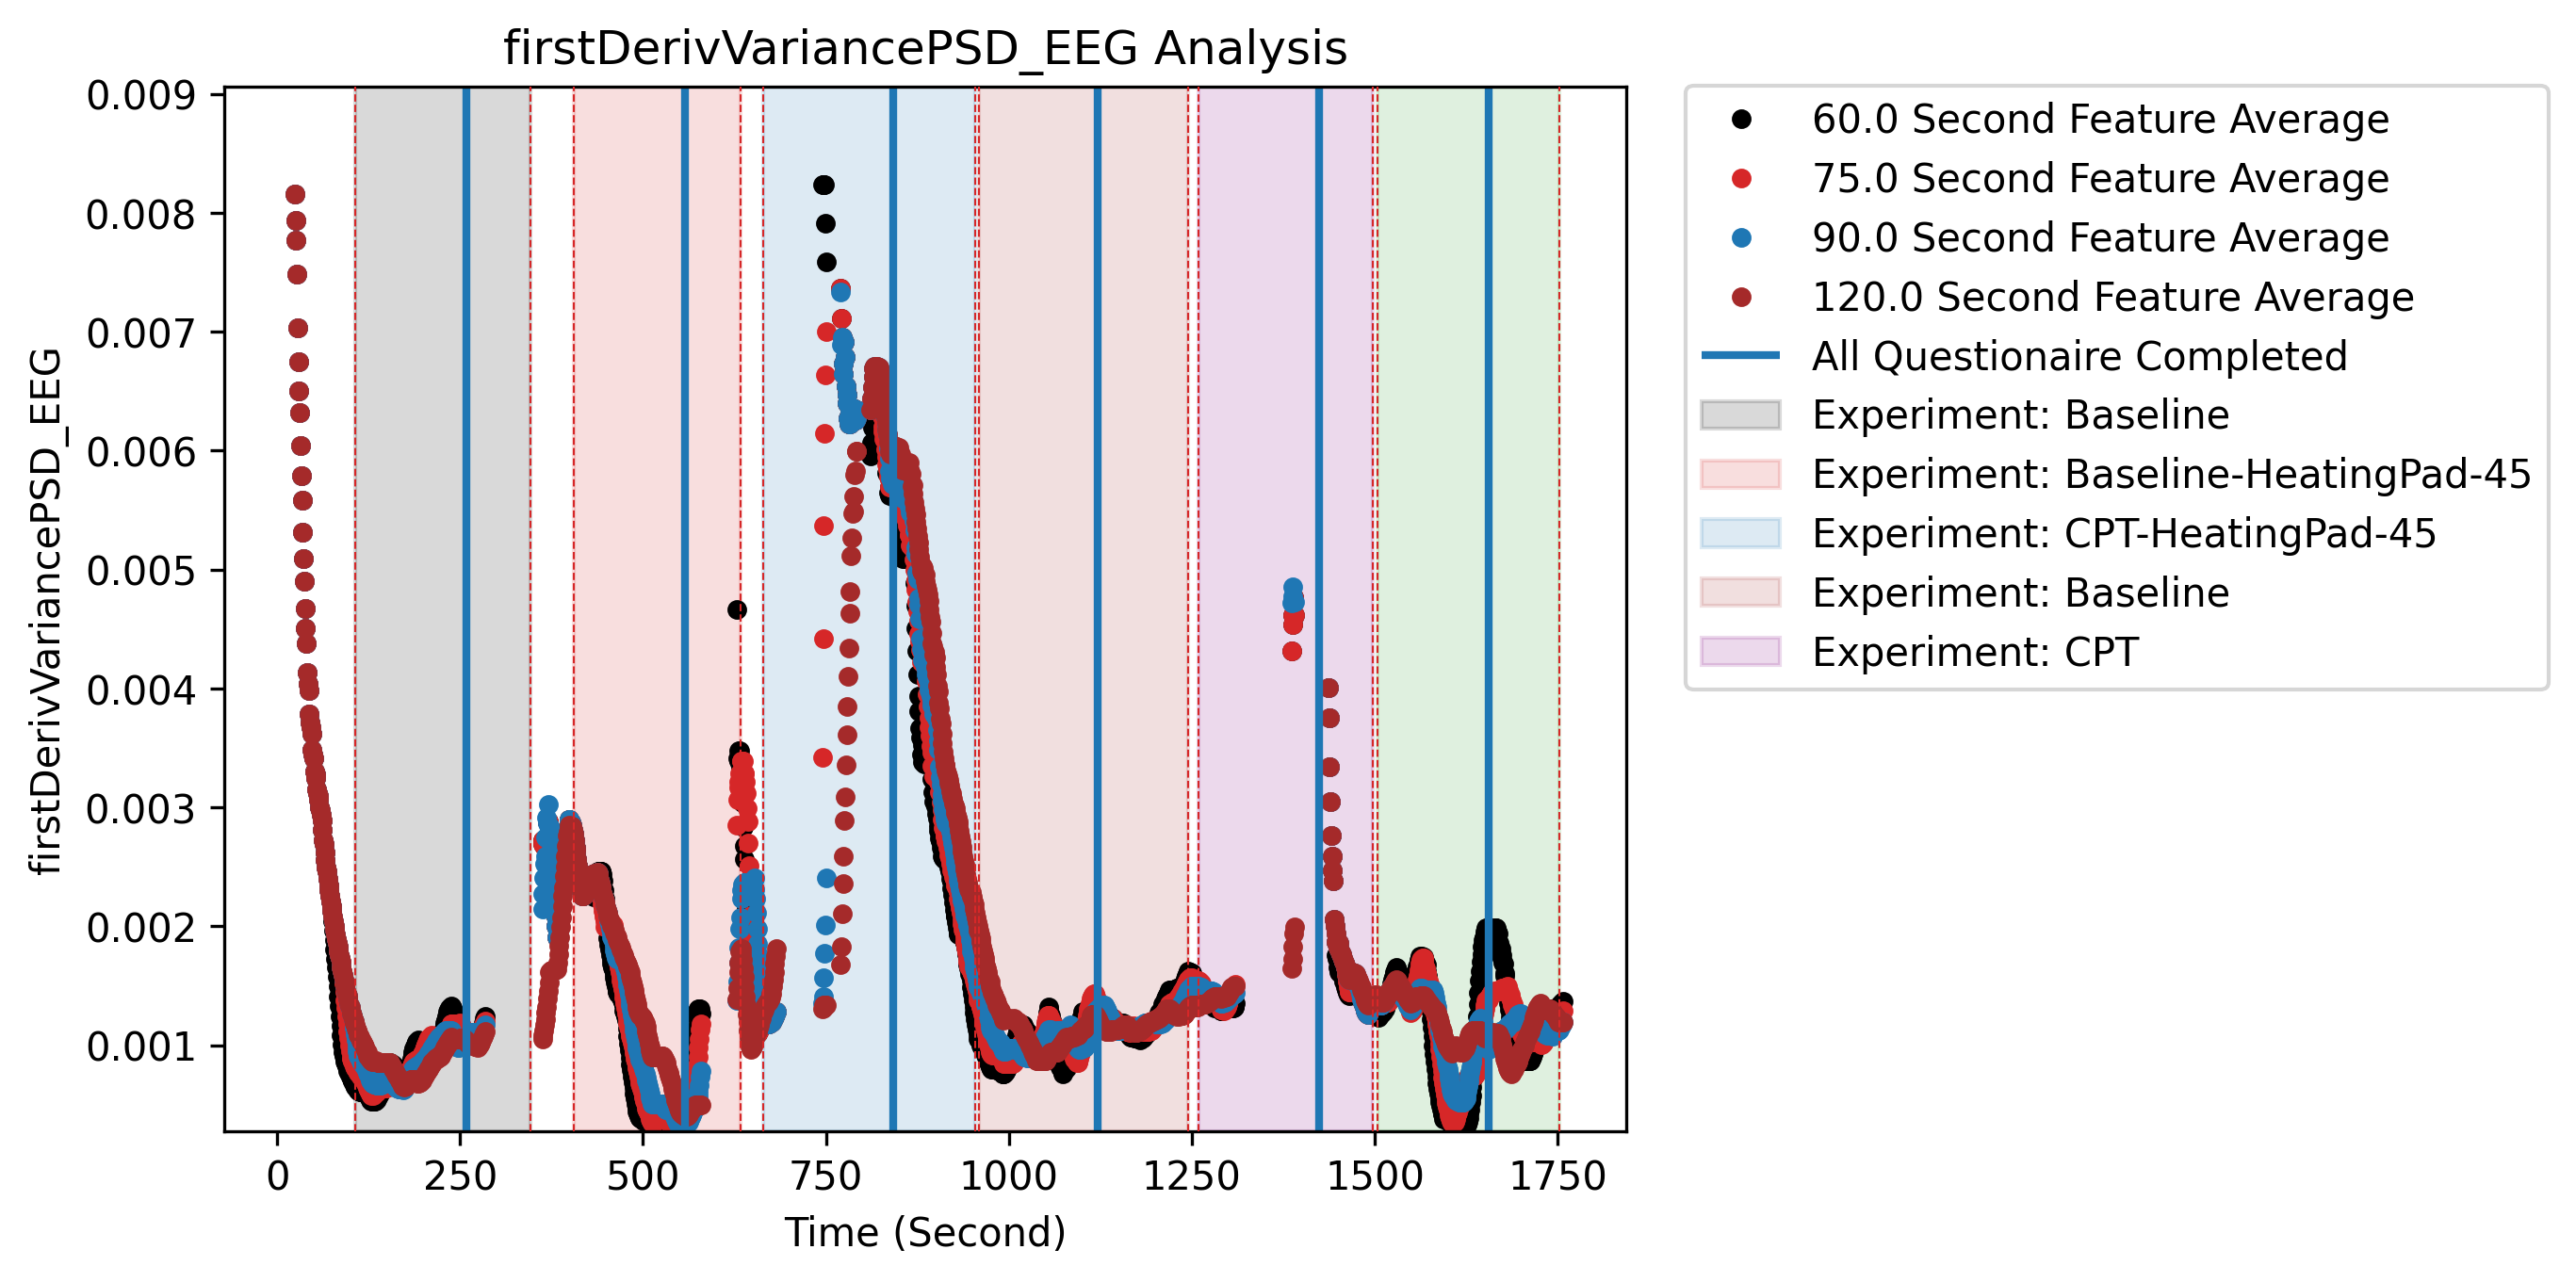 firstDerivVariancePSD_EEG Analysis
0.009
0.008
0.007
0.006
0.005
0.004
0.003
0.002
0.001
firstDerivVariancePSD_EEG
0 250 500 750 1000 1250 1500 1750
Time (Second)
60.0 Second Feature Average
75.0 Second Feature Average
90.0 Second Feature Average
120.0 Second Feature Average
All Questionaire Completed
Experiment: Baseline
Experiment: Baseline-HeatingPad-45
Experiment: CPT-HeatingPad-45
Experiment: Baseline
Experiment: CPT